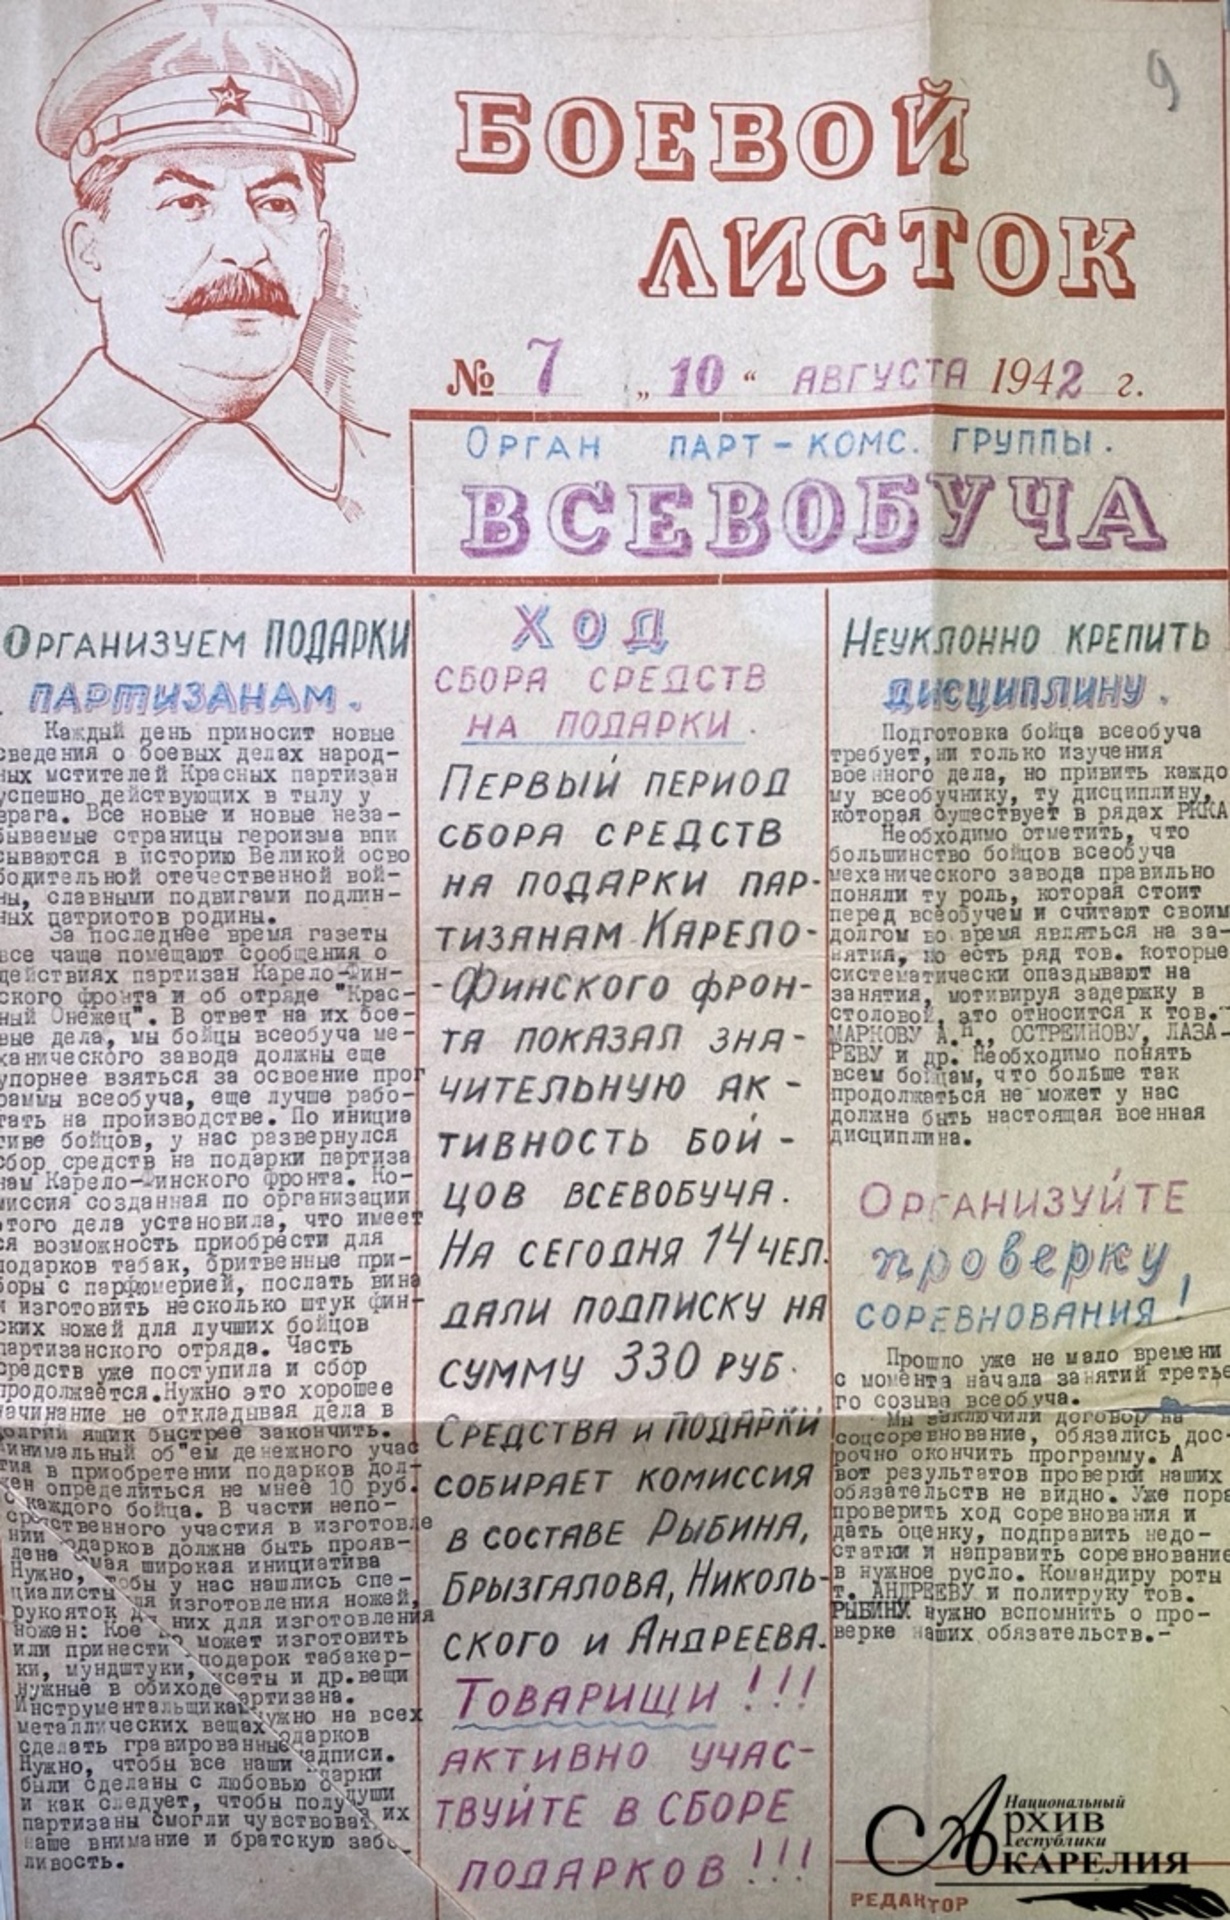 9
БОЕВОЙ
ЛИСТОК
№ 7 „10“ АВГУСТА 1942 г.
ОРГАН ПАРТ-КОМС. ГРУППЫ.
ВСЕВОБУЧА
ОРГАНИЗУЕМ ПОДАРКИ
ПАРТИЗАНАМ.
Каждый день приносит новые
сведения о боевых делах народ-
ных мстителей Красных партизан
успешно действующих в тылу у
врага. Все новые и новые неза-
бываемые страницы героизма впи
сываются в историю Великой осво
бодительной отечественной вой-
ны, славными подвигами подлин-
ных патриотов родины.
За последнее время газеты
все чаще помещают сообщения о
действиях партизан Карело-Фин-
ского фронта и об отряде "Крас-
ный Онежец". В ответ на их бое-
вые дела, мы бойцы всеобуча ме-
ханического завода должны еще
упорнее взяться за освоение прог
раммы всеобуча, еще лучше рабо-
тать на производстве. По инициа
тиве бойцов, у нас развернулся
сбор средств на подарки партиза
нам Карело-Финского фронта. Ко-
миссия созданная по организации
этого дела установила, что имеет
ся возможность приобрести для
подарков табак, бритвенные при-
боры с парфюмерией, послать вина
и изготовить несколько штук фин-
ских ножей для лучших бойцов
партизанского отряда. Часть
средств уже поступила и сбор
продолжается. Нужно это хорошее
начинание не откладывая дела в
долгий ящик быстрее закончить.
Минимальный об"ем денежного учас
тия в приобретении подарков дол-
жен определиться не мнее 10 руб.
с каждого бойца. В части непо-
средственного участия в изготовле
нии подарков должна быть прояв-
лена самая широкая инициатива
Нужно, чтобы у нас нашлись спе-
циалисты для изготовления ножей,
рукояток к них для изготовления
ножен: Кое кто может изготовить
или принести подарок табакер-
ки, мундштуки, кисеты и др.вещи
нужные в обиходе партизана.
Инструментальщикам нужно на всех
металлических вещах подарков
сделать гравированные надписи.
Нужно, чтобы все наши подарки
были сделаны с любовью от души
и как следует, чтобы получив их
партизаны смогли чувствовать
наше внимание и братскую забот-
ливость.
ХОД
СБОРА СРЕДСТВ
НА ПОДАРКИ.
ПЕРВЫЙ ПЕРИОД
СБОРА СРЕДСТВ
НА ПОДАРКИ ПАР-
ТИЗАНАМ КАРЕЛО-
-ФИНСКОГО ФРОН-
ТА ПОКАЗАЛ ЗНА-
ЧИТЕЛЬНУЮ АК-
ТИВНОСТЬ БОЙ-
ЦОВ ВСЕВОБУЧА.
НА СЕГОДНЯ 14 ЧЕЛ.
ДАЛИ ПОДПИСКУ НА
СУММУ 330 РУБ.
СРЕДСТВА И ПОДАРКИ
СОБИРАЕТ КОМИССИЯ
В СОСТАВЕ РЫБИНА,
БРЫЗГАЛОВА, НИКОЛЬ-
СКОГО И АНДРЕЕВА.
ТОВАРИЩИ!!!
АКТИВНО УЧАС-
ТВУЙТЕ В СБОРЕ
ПОДАРКОВ!!!
НЕУКЛОННО КРЕПИТЬ
ДИСЦИПЛИНУ.
Подготовка бойца всеобуча
требует,ни только изучения
военного дела, но привить каждо
му всеобучнику, ту дисциплину,
которая существует в рядах РККА
Необходимо отметить, что
большинство бойцов всеобуча
механического завода правильно
поняли ту роль, которая стоит
перед всеобучем и считают своим
долгом во время являться на за-
нятия, но есть ряд тов. которые
систематически опаздывают на
занятия, мотивируя задержку в
столовой, это относится к тов.-
МАРКОВУ А.П., ОСТРЕИНОВУ, ЛАЗА-
РЕВУ и др. Необходимо понять
всем бойцам, что больше так
продолжаться не может у нас
должна быть настоящая военная
дисциплина.
ОРГАНИЗУЙТЕ
проверку
СОРЕВНОВАНИЯ!
Прошло уже не мало времени
с момента начала занятий третье
го созыва всеобуча.
Мы заключили договор на
соцсоревнование, обязались дос-
рочно окончить программу. А
вот результатов проверки наших
обязательств не видно. Уже пора
проверить ход соревнования и
дать оценку, подправить недо-
статки и направить соревнование
в нужное русло. Командиру роты
т. АНДРЕЕВУ и политруку тов.
РЫБИНУ нужно вспомнить о про-
верке наших обязательств.-
Национальный
АРХИВ
Республики
КАРЕЛИЯ
РЕДАКТОР